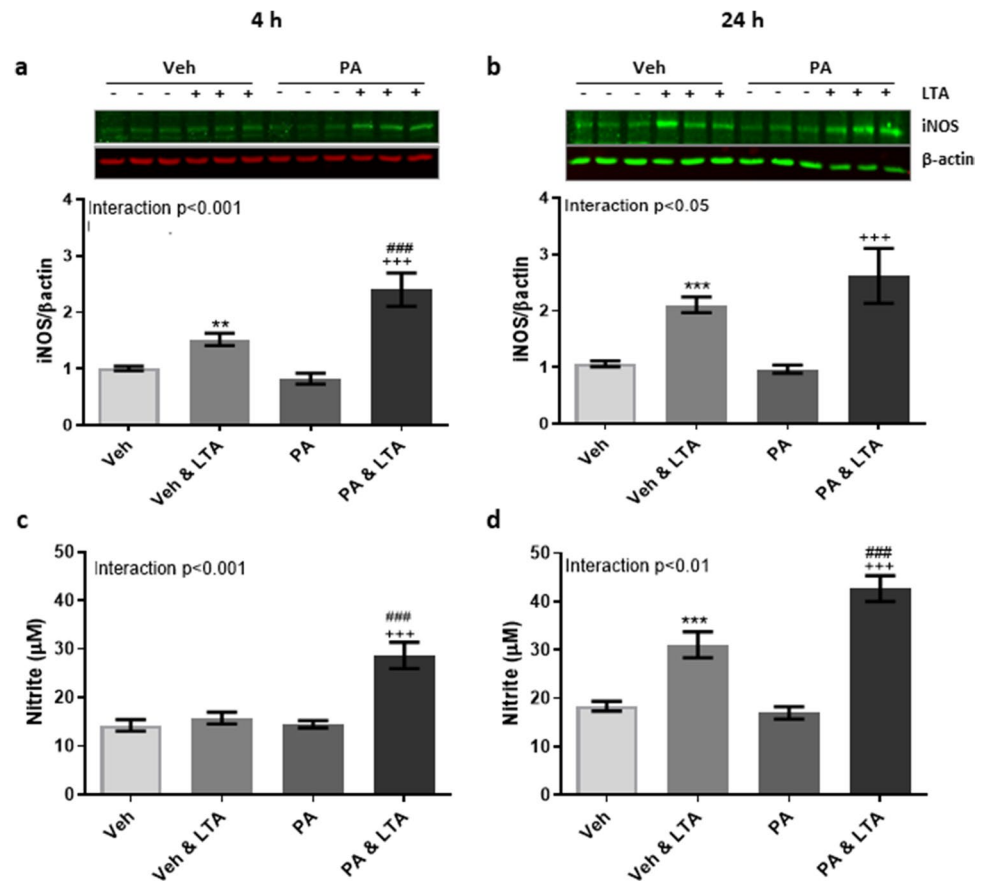 4 h
24 h
a
Veh PA
- - - + + + - - - + + +
b
Veh PA
- - - + + + - - - + + + LTA
iNOS
β-actin
Interaction p<0.001
iNOS/βactin
4
3
2
1
0
**
###
+++
Veh
Veh & LTA
PA
PA & LTA
Interaction p<0.05
iNOS/βactin
4
3
2
1
0
***
+++
Veh
Veh & LTA
PA
PA & LTA
c
Interaction p<0.001
Nitrite (μM)
50
40
30
20
10
0
###
+++
Veh
Veh & LTA
PA
PA & LTA
d
Interaction p<0.01
Nitrite (μM)
50
40
30
20
10
0
***
###
+++
Veh
Veh & LTA
PA
PA & LTA